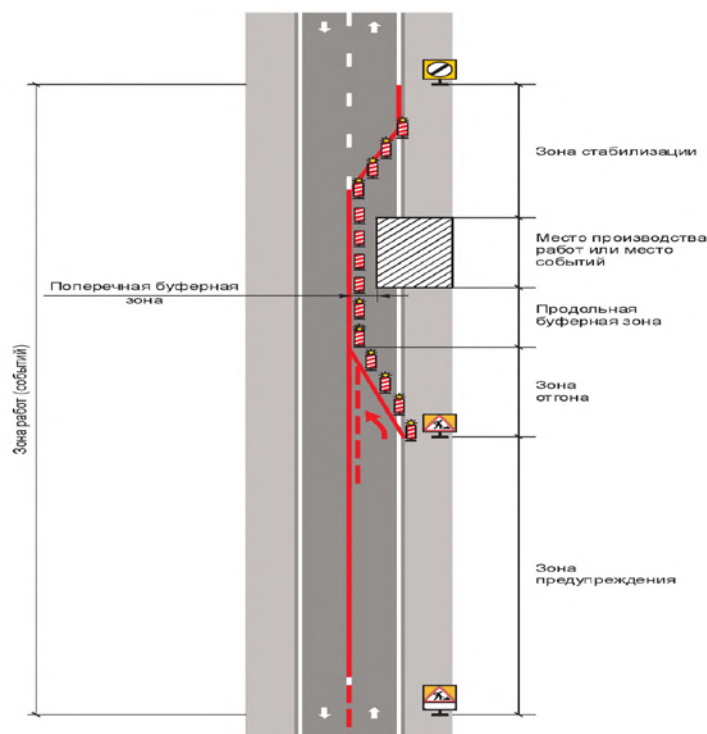 Зона стабилизации
Место производства
работ или место
событий
Поперечная буферная
зона
Продольная
буферная зона
Зона
отгона
Зона работ (событий)
Зона
предупреждения